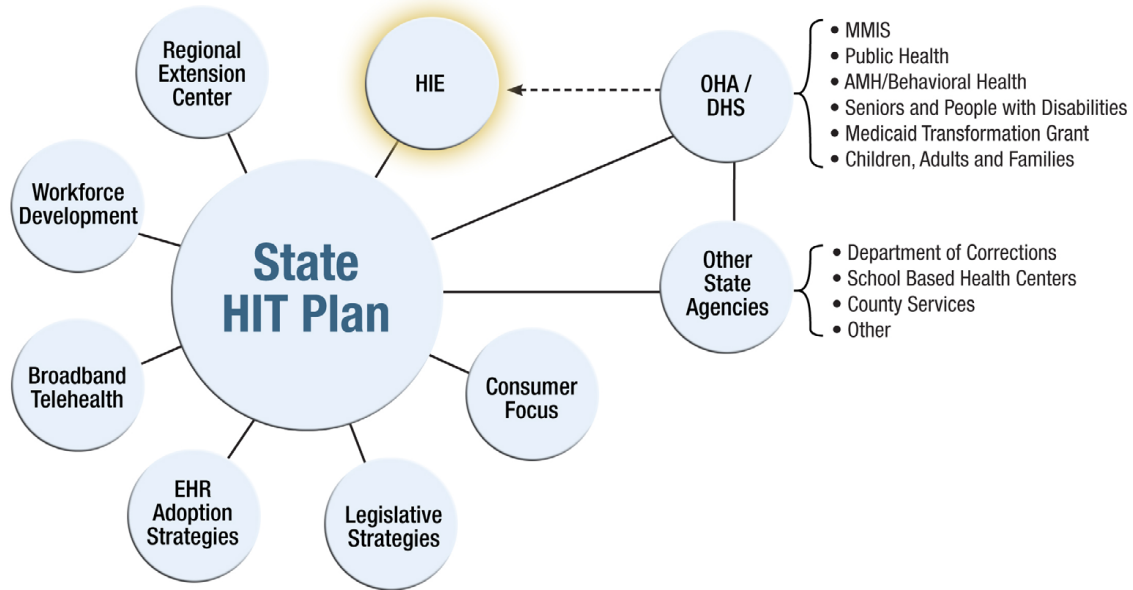 Regional
Extension
Center
HIE
OHA /
DHS
• MMIS
• Public Health
• AMH/Behavioral Health
• Seniors and People with Disabilities
• Medicaid Transformation Grant
• Children, Adults and Families
Workforce
Development
State
HIT Plan
Other
State
Agencies
• Department of Corrections
• School Based Health Centers
• County Services
• Other
Broadband
Telehealth
Consumer
Focus
EHR
Adoption
Strategies
Legislative
Strategies